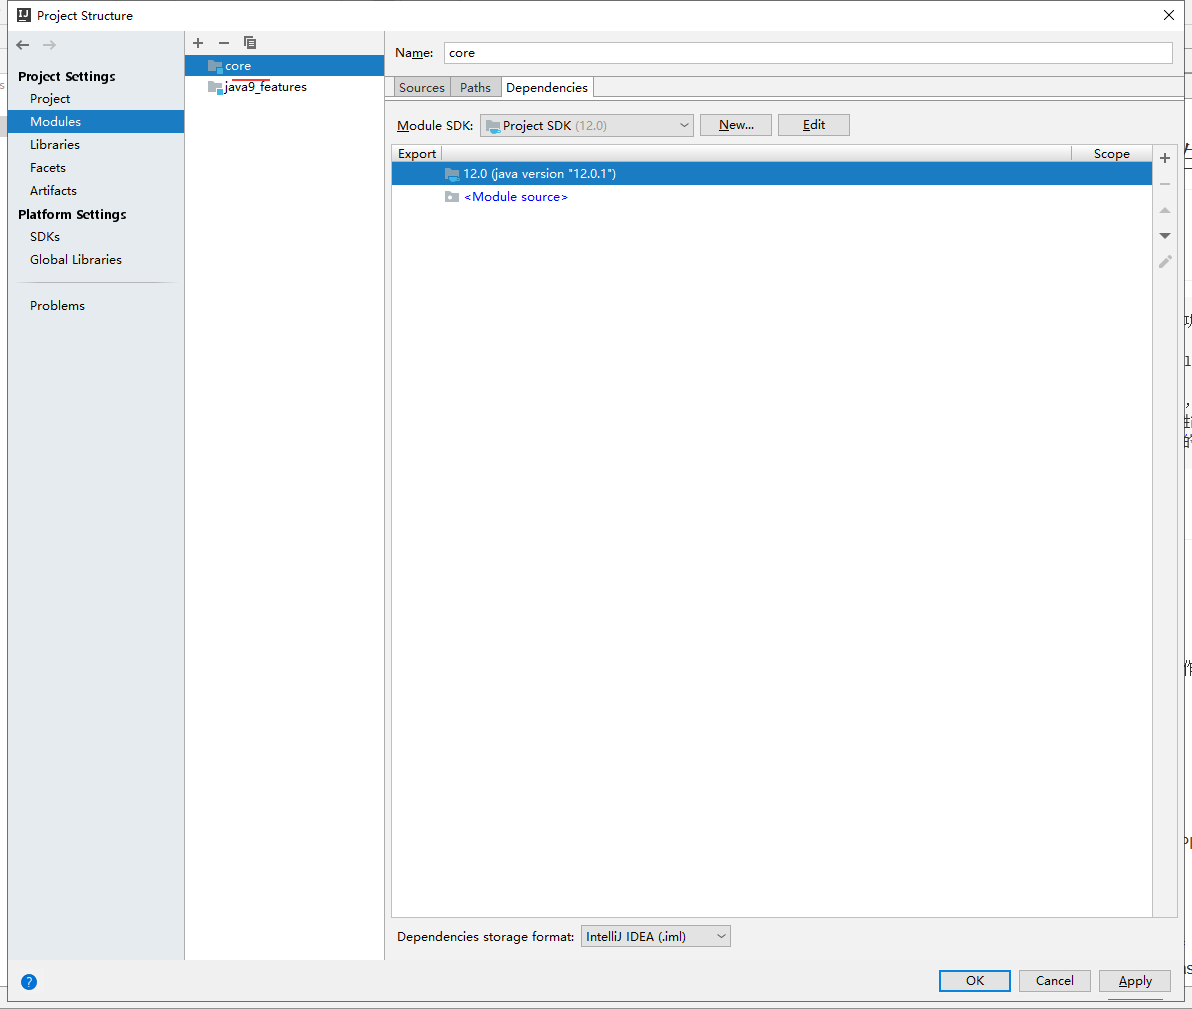 Project Structure
Project Settings
Project
Modules
Libraries
Facets
Artifacts
Platform Settings
SDKs
Global Libraries
Problems
core
java9_features
Name: core
Sources Paths Dependencies
Module SDK: Project SDK (12.0) New... Edit
Export Scope
12.0 (java version "12.0.1")
<Module source>
Dependencies storage format: IntelliJ IDEA (.iml)
? OK Cancel Apply